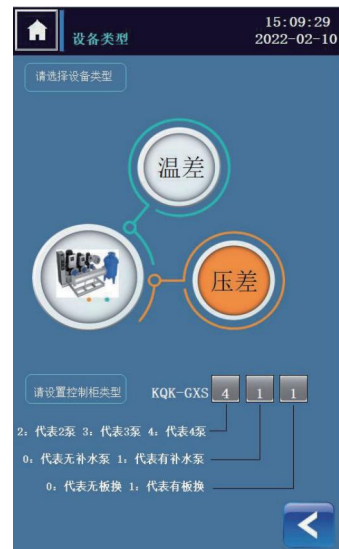 15:09:29
设备类型
2022-02-10
请选择设备类型
温差
压差
请设置控制柜类型 KQK-GXS 4 1 1
2：代表2泵 3：代表3泵 4：代表4泵
0：代表无补水泵 1：代表有补水泵
0：代表无板换 1：代表有板换